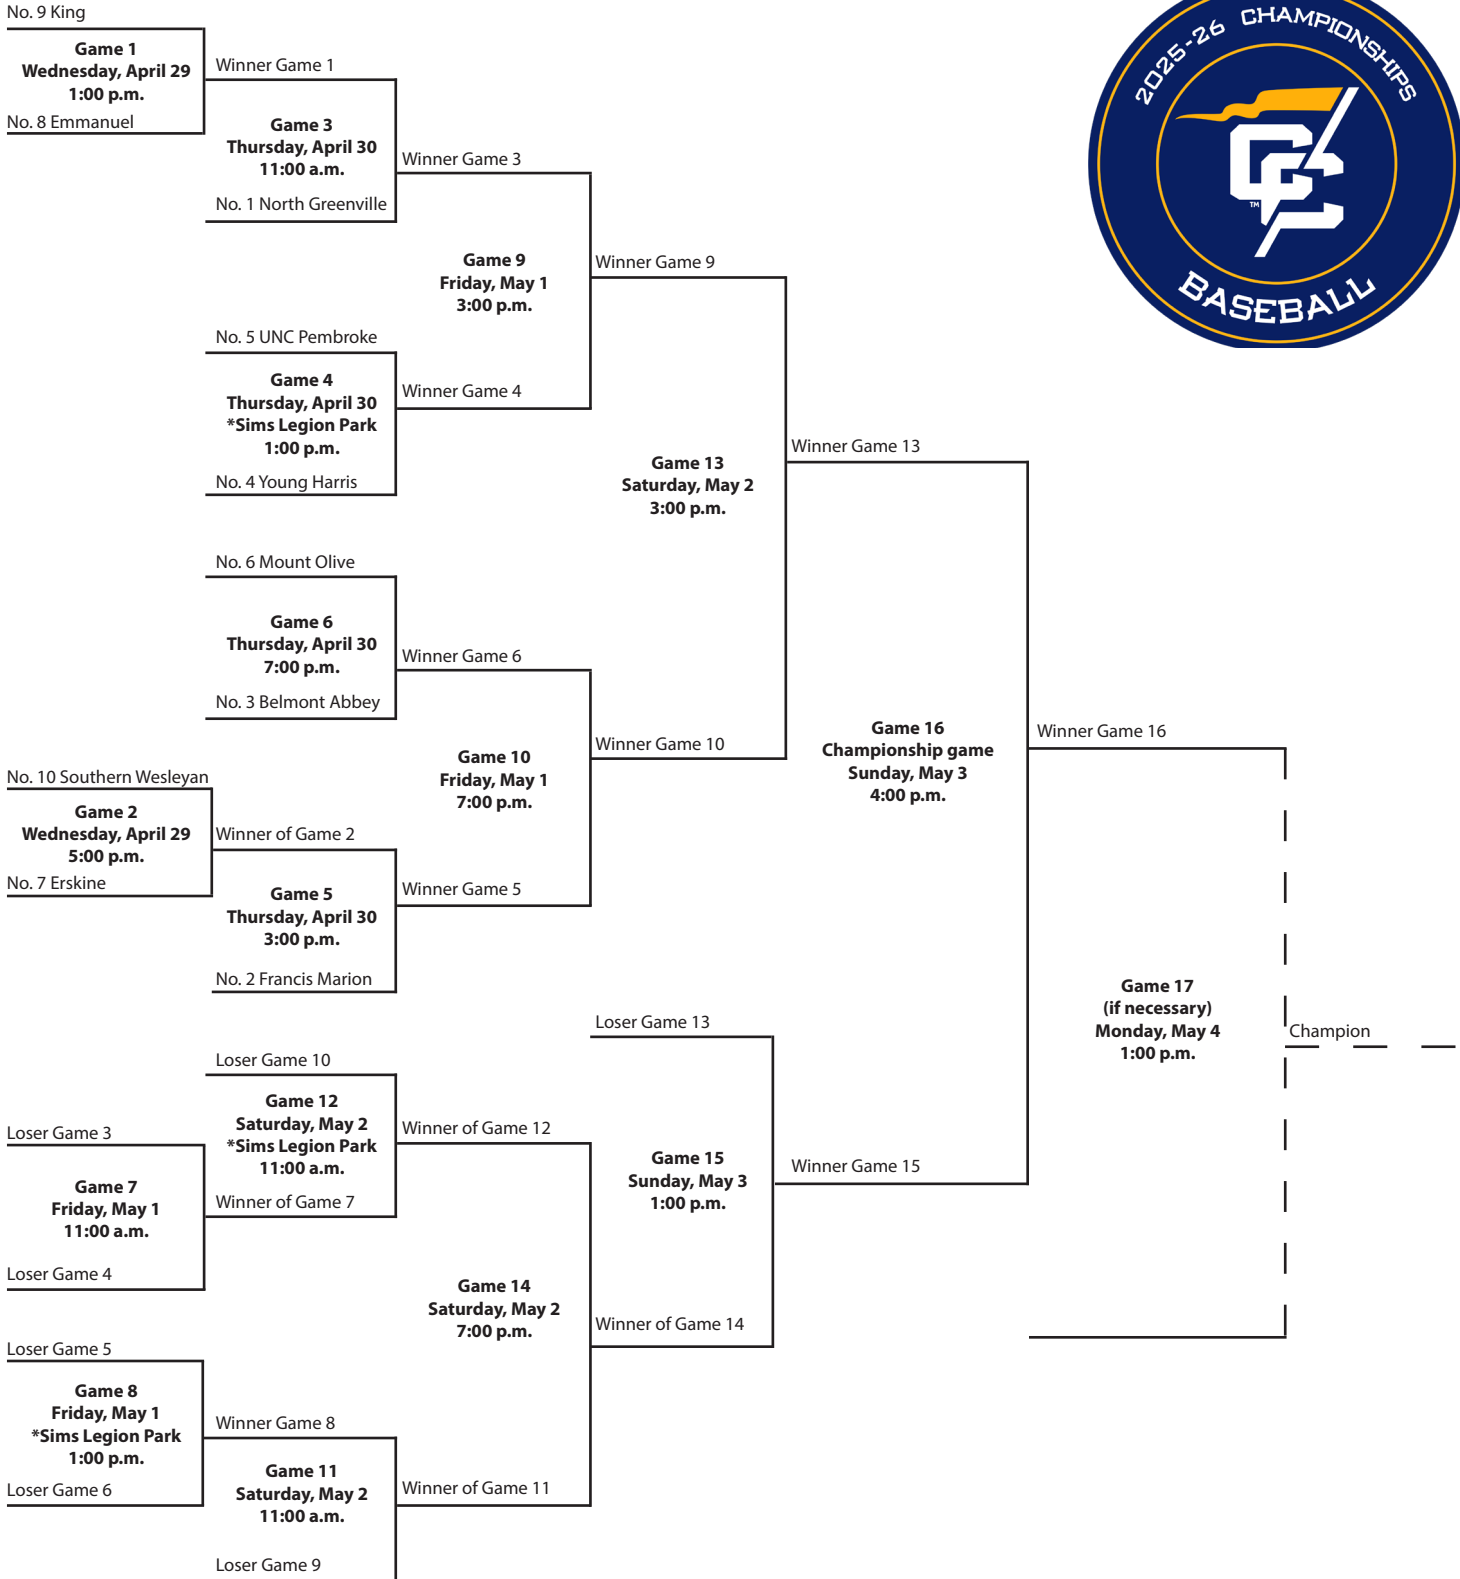 No. 9 King
Game 1
Wednesday, April 29
1:00 p.m.
No. 8 Emmanuel
Winner Game 1
Game 3
Thursday, April 30
11:00 a.m.
No. 1 North Greenville
Winner Game 3
Game 9
Friday, May 1
3:00 p.m.
No. 5 UNC Pembroke
Game 4
Thursday, April 30
*Sims Legion Park
1:00 p.m.
No. 4 Young Harris
Winner Game 4
Winner Game 9
Game 13
Saturday, May 2
3:00 p.m.
Winner Game 13
No. 6 Mount Olive
Game 6
Thursday, April 30
7:00 p.m.
No. 3 Belmont Abbey
Winner Game 6
Game 10
Friday, May 1
7:00 p.m.
Winner Game 10
No. 10 Southern Wesleyan
Game 2
Wednesday, April 29
5:00 p.m.
No. 7 Erskine
Winner of Game 2
Game 5
Thursday, April 30
3:00 p.m.
No. 2 Francis Marion
Winner Game 5
Game 16
Championship game
Sunday, May 3
4:00 p.m.
Winner Game 16
Game 17
(if necessary)
Monday, May 4
1:00 p.m.
Champion
Loser Game 13
Game 15
Sunday, May 3
1:00 p.m.
Winner Game 15
Loser Game 10
Game 12
Saturday, May 2
*Sims Legion Park
11:00 a.m.
Winner of Game 12
Loser Game 3
Game 7
Friday, May 1
11:00 a.m.
Loser Game 4
Winner of Game 7
Game 14
Saturday, May 2
7:00 p.m.
Winner of Game 14
Loser Game 5
Game 8
Friday, May 1
*Sims Legion Park
1:00 p.m.
Loser Game 6
Winner Game 8
Game 11
Saturday, May 2
11:00 a.m.
Loser Game 9
Winner of Game 11
2025-26 CHAMPIONSHIPS
CC
TM
BASEBALL